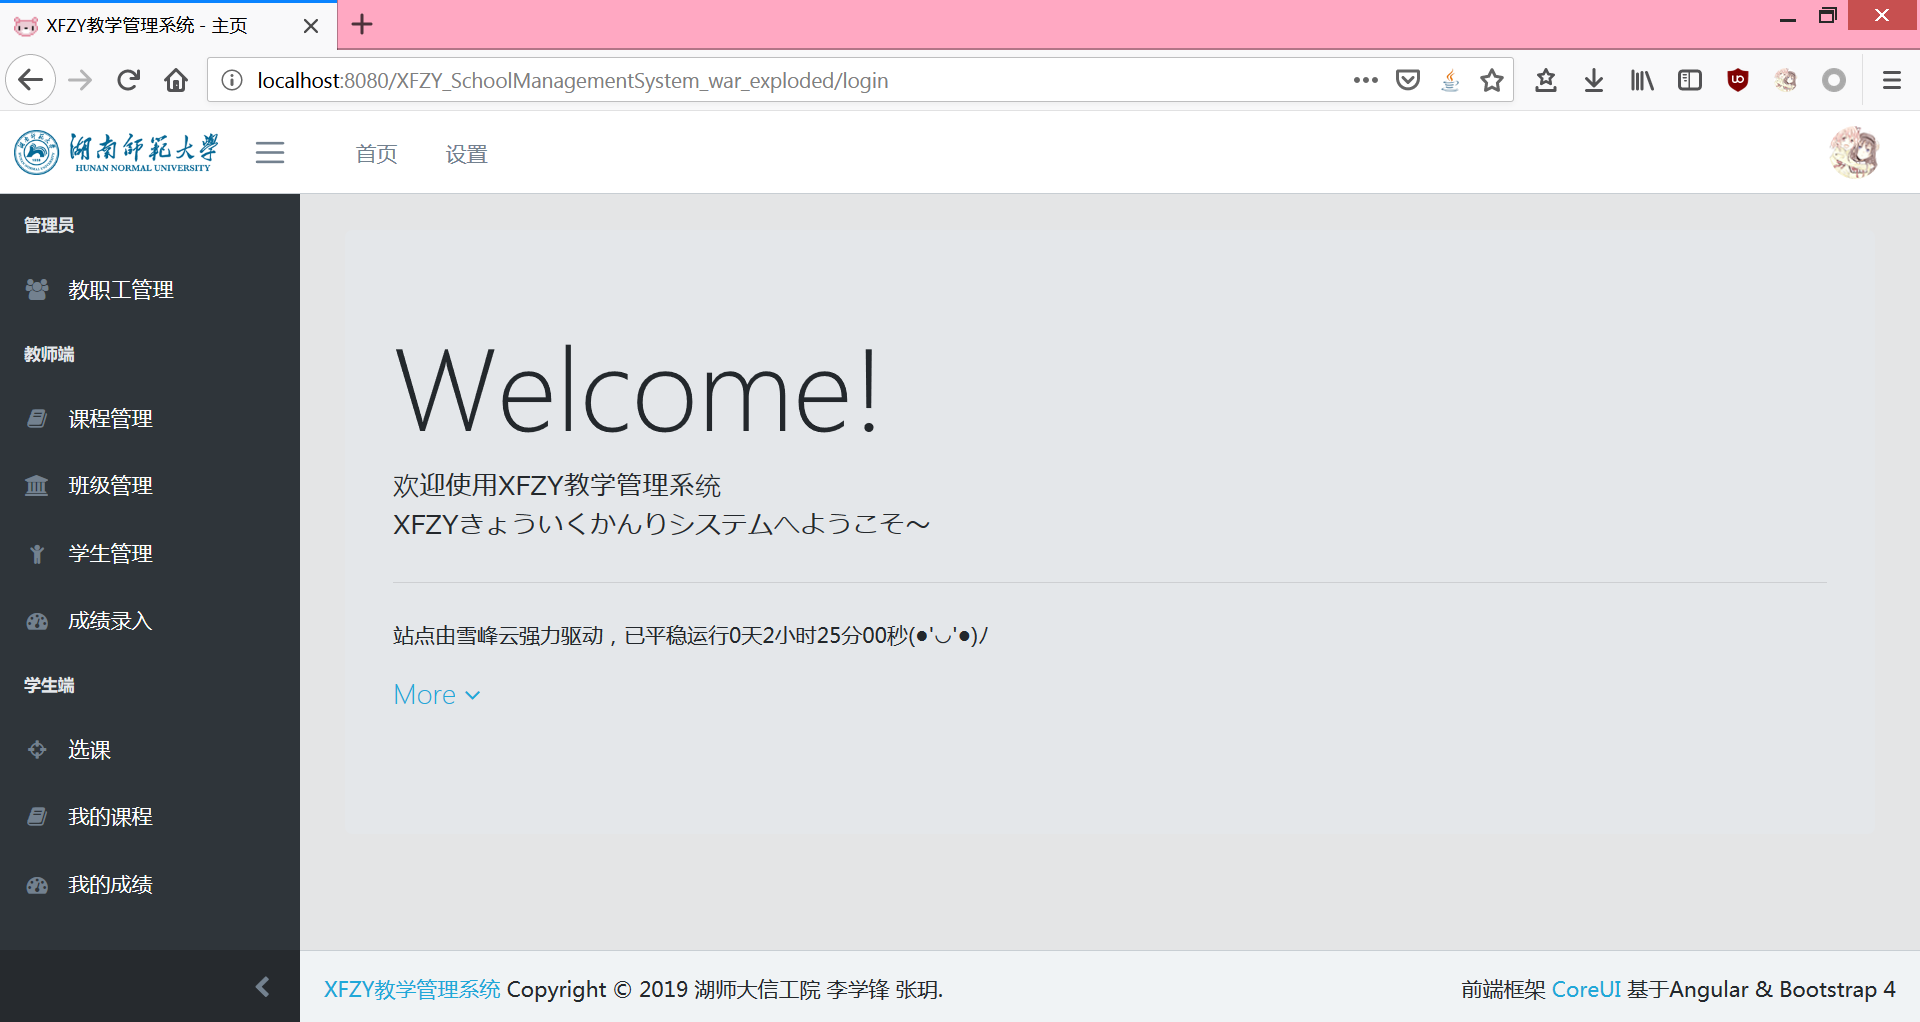 XFZY教学管理系统 - 主页
localhost:8080/XFZY_SchoolManagementSystem_war_exploded/login
湖南師範大學
HUNAN NORMAL UNIVERSITY
首页
设置
管理员
教职工管理
教师端
课程管理
班级管理
学生管理
成绩录入
学生端
选课
我的课程
我的成绩
Welcome!
欢迎使用XFZY教学管理系统
XFZYきょういくかんりシステムへようこそ～
站点由雪峰云强力驱动，已平稳运行0天2小时25分00秒(●'◡'●)ﾉ
More
XFZY教学管理系统 Copyright © 2019 湖师大信工院 李学锋 张玥.
前端框架 CoreUI 基于Angular & Bootstrap 4